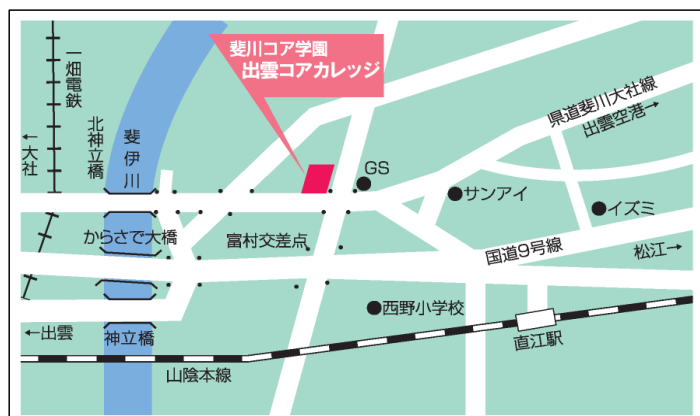 斐川コア学園
出雲コアカレッジ
一畑電鉄
←大社
北神立橋
斐伊川
県道斐川大社線
出雲空港→
GS
サンアイ
イズミ
からさで大橋
富村交差点
国道9号線
松江→
←出雲
神立橋
西野小学校
直江駅
山陰本線